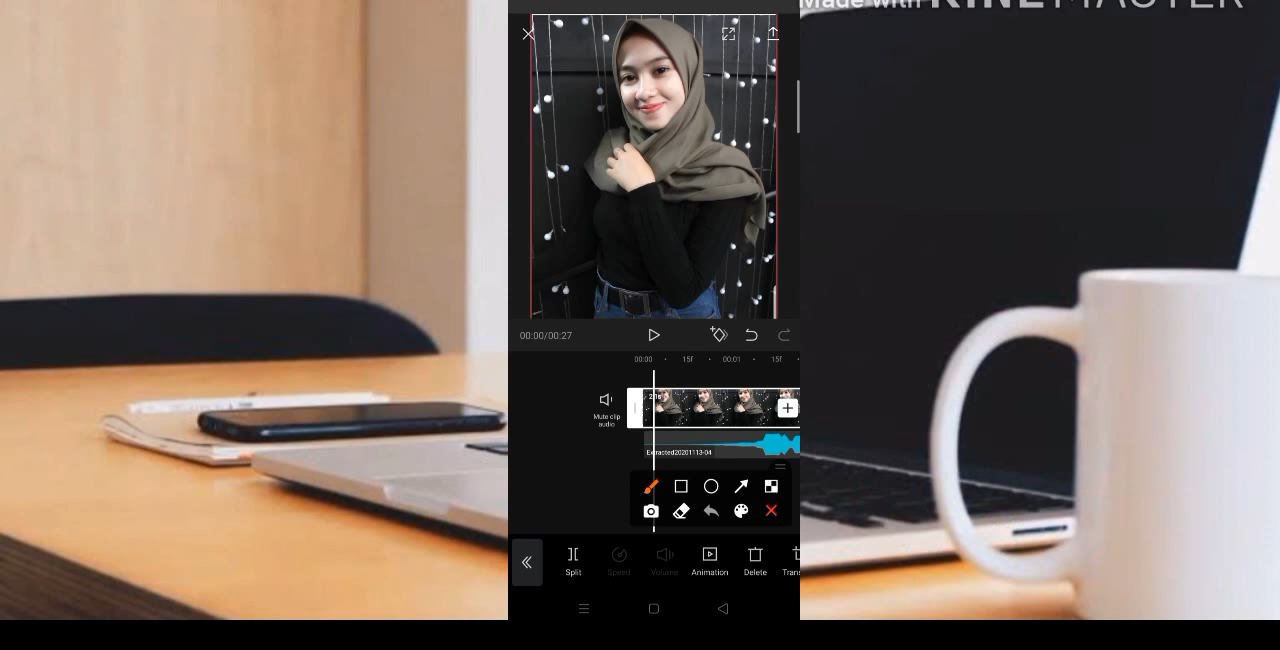 Made with KINEMASTER
00:00/00:27
00:00 15f 00:01 15f
Mute clip
audio
Extracted20201113-04
Split Speed Volume Animation Delete